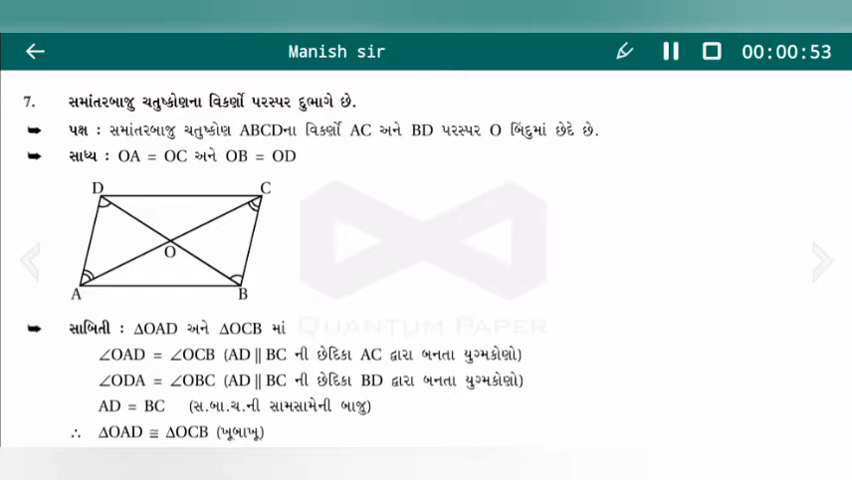 Manish sir
00:00:53
7. સમાંતરબાજુ ચતુષ્કોણના વિકર્ણો પરસ્પર દુભાગે છે.
➥ પક્ષ : સમાંતરબાજુ ચતુષ્કોણ ABCDના વિકર્ણો AC અને BD પરસ્પર O બિંદુમાં છેદે છે.
➥ સાધ્ય : OA = OC અને OB = OD
D C
O
A B
QUANTUM PAPER
➥ સાબિતી : ΔOAD અને ΔOCB માં
∠OAD = ∠OCB (AD || BC ની છેદિકા AC દ્વારા બનતા યુગ્મકોણો)
∠ODA = ∠OBC (AD || BC ની છેદિકા BD દ્વારા બનતા યુગ્મકોણો)
AD = BC (સ.બા.ચ.ની સામસામેની બાજુ)
∴ ΔOAD ≅ ΔOCB (ખૂબાખૂ)